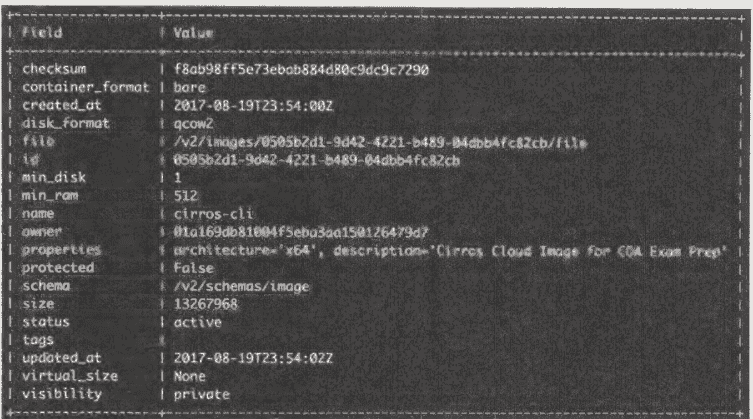 | Field | Value |
| checksum | f8ab98ff5e73ebab884d80c9dc9c7290
| container_format | bare
| created_at | 2017-08-19T23:54:00Z
| disk_format | qcow2
| file | /v2/images/0505b2d1-9d42-4221-b489-04dbb4fc82cb/file
| id | 0505b2d1-9d42-4221-b489-04dbb4fc82cb
| min_disk | 1
| min_ram | 512
| name | cirros-cli
| owner | 01a169db81004f5eba3aa150126479d7
| properties | architecture='x64', description='Cirros Cloud Image for COA Exam Prep'
| protected | False
| schema | /v2/schemas/image
| size | 13267968
| status | active
| tags |
| updated_at | 2017-08-19T23:54:02Z
| virtual_size | None
| visibility | private